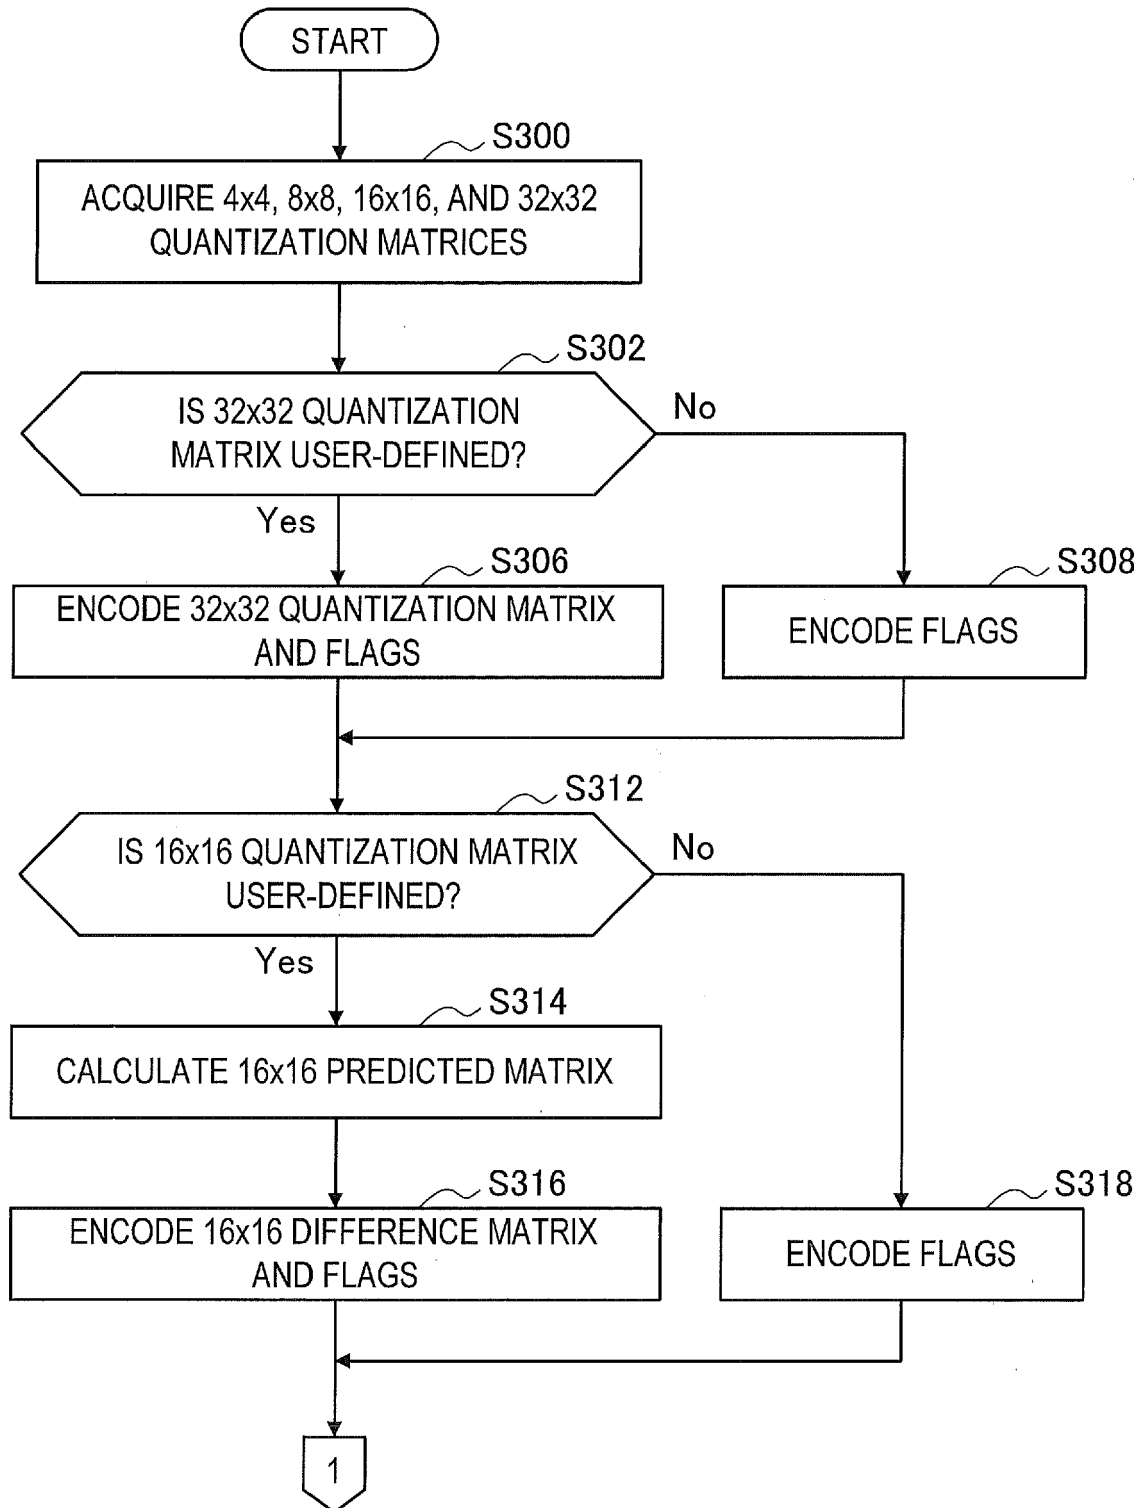 START
S300
ACQUIRE 4x4, 8x8, 16x16, AND 32x32
QUANTIZATION MATRICES
S302
IS 32x32 QUANTIZATION
MATRIX USER-DEFINED?
No
Yes
S306
ENCODE 32x32 QUANTIZATION MATRIX
AND FLAGS
S308
ENCODE FLAGS
S312
IS 16x16 QUANTIZATION MATRIX
USER-DEFINED?
No
Yes
S314
CALCULATE 16x16 PREDICTED MATRIX
S316
ENCODE 16x16 DIFFERENCE MATRIX
AND FLAGS
S318
ENCODE FLAGS
1